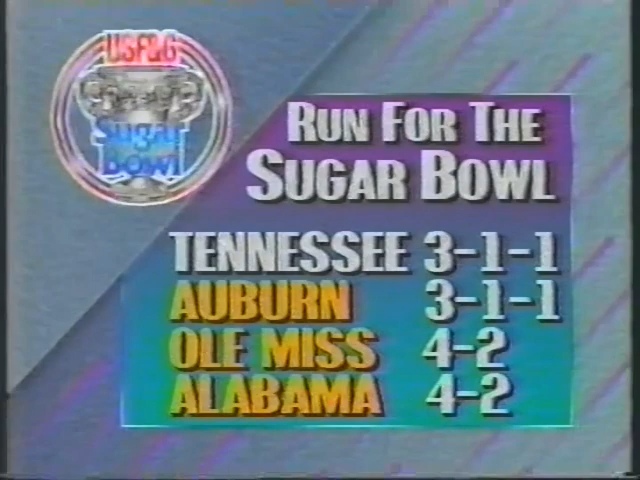 USF&G
Sugar
Bowl
RUN FOR THE
SUGAR BOWL
TENNESSEE 3-1-1
AUBURN 3-1-1
OLE MISS 4-2
ALABAMA 4-2